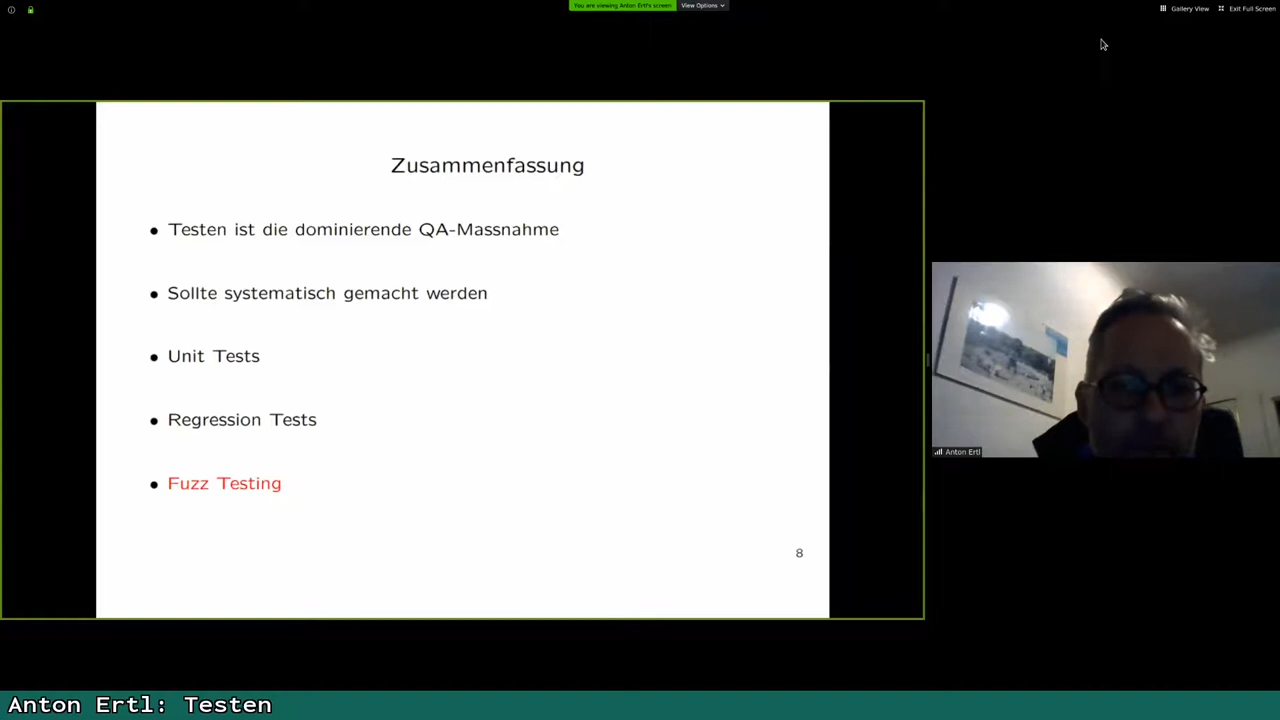 You are viewing Anton Ertl's screen
View Options
Gallery View
Exit Full Screen
Zusammenfassung
• Testen ist die dominierende QA-Massnahme
• Sollte systematisch gemacht werden
• Unit Tests
• Regression Tests
• Fuzz Testing
8
Anton Ertl
Anton Ertl: Testen